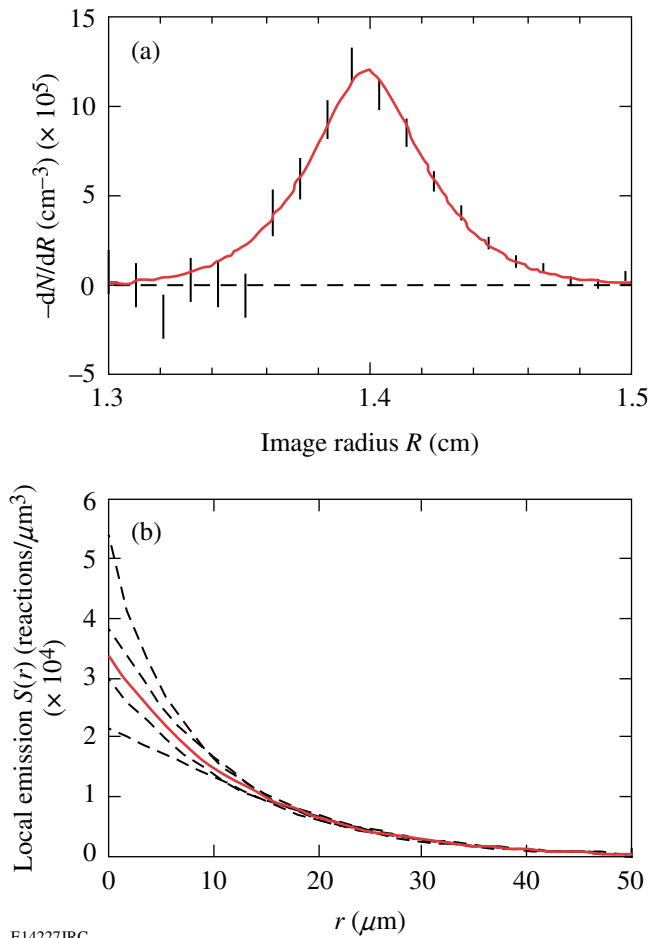 (a)
15
10
5
0
−5
−dN/dR (cm⁻³) (× 10⁵)
1.3 1.4 1.5
Image radius R (cm)
(b)
6
5
4
3
2
1
0
Local emission S(r) (reactions/μm³)
(× 10⁴)
0 10 20 30 40 50
r (μm)
E14227JRC